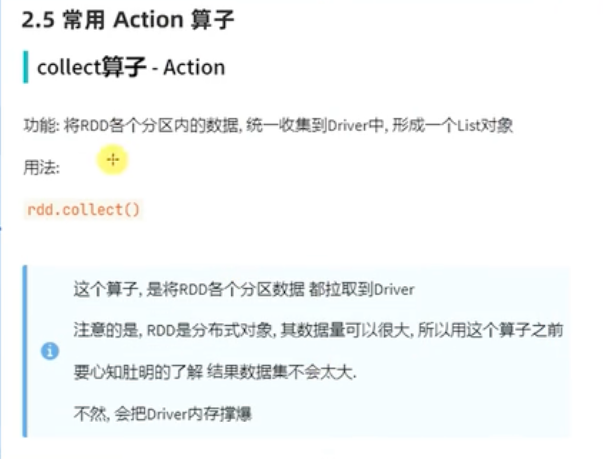 2.5 常用 Action 算子
collect算子 - Action
功能: 将RDD各个分区内的数据, 统一收集到Driver中, 形成一个List对象
用法:
rdd.collect()
这个算子, 是将RDD各个分区数据 都拉取到Driver
注意的是, RDD是分布式对象, 其数据量可以很大, 所以用这个算子之前
要心知肚明的了解 结果数据集不会太大.
不然, 会把Driver内存撑爆